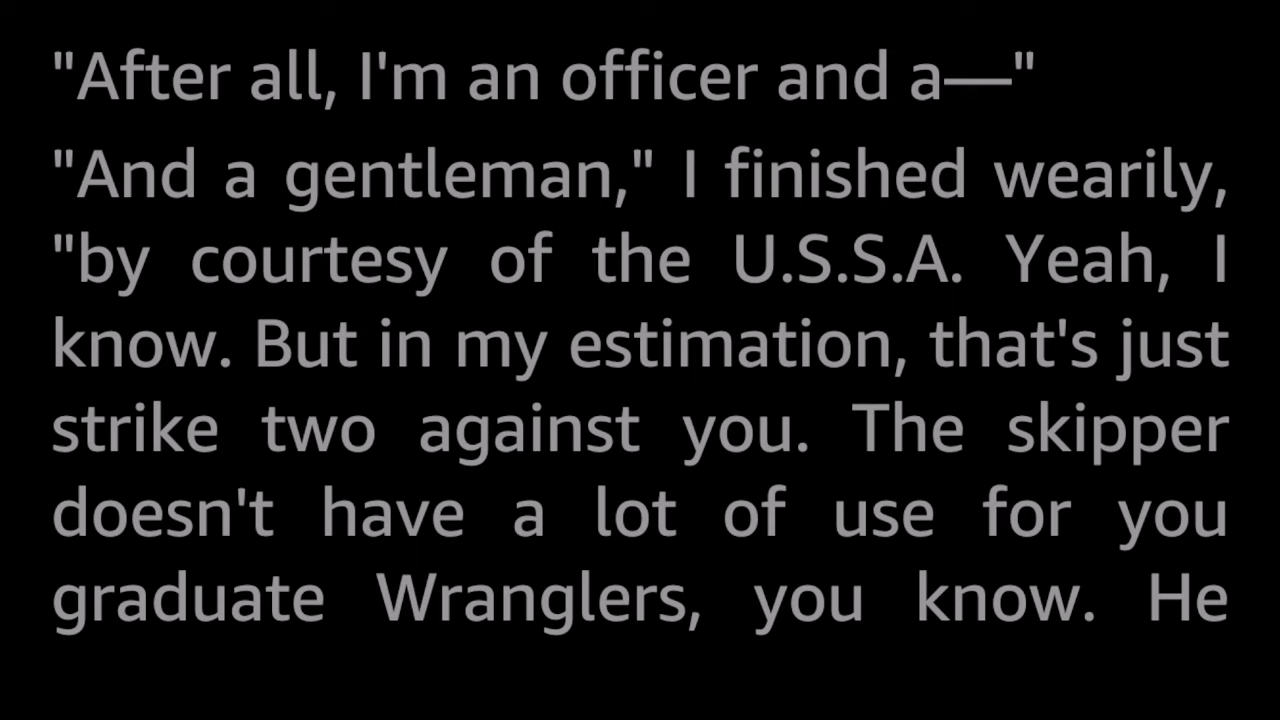 "After all, I'm an officer and a—"
"And a gentleman," I finished wearily,
"by courtesy of the U.S.S.A. Yeah, I
know. But in my estimation, that's just
strike two against you. The skipper
doesn't have a lot of use for you
graduate Wranglers, you know. He